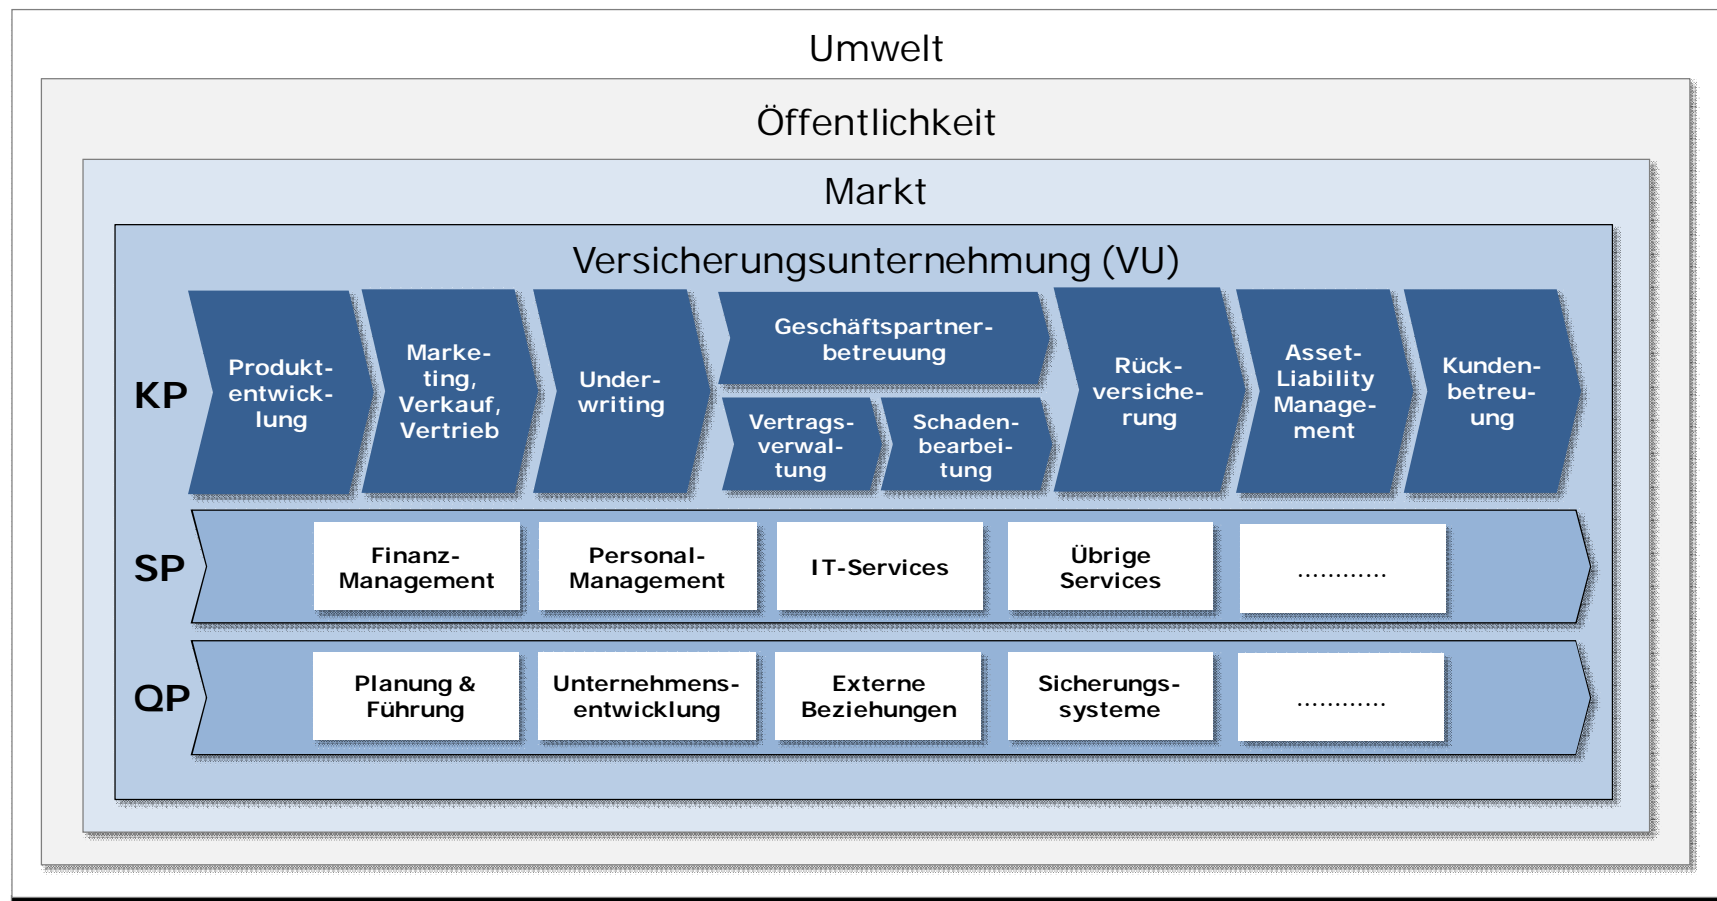 Umwelt
Öffentlichkeit
Markt
Versicherungsunternehmung (VU)
KP
Produkt-
entwick-
lung
Marke-
ting,
Verkauf,
Vertrieb
Under-
writing
Geschäftspartner-
betreuung
Vertrags-
verwal-
tung
Schaden-
bearbei-
tung
Rück-
versiche-
rung
Asset-
Liability
Manage-
ment
Kunden-
betreu-
ung
SP
Finanz-
Management
Personal-
Management
IT-Services
Übrige
Services
…………
QP
Planung &
Führung
Unternehmens-
entwicklung
Externe
Beziehungen
Sicherungs-
systeme
…………